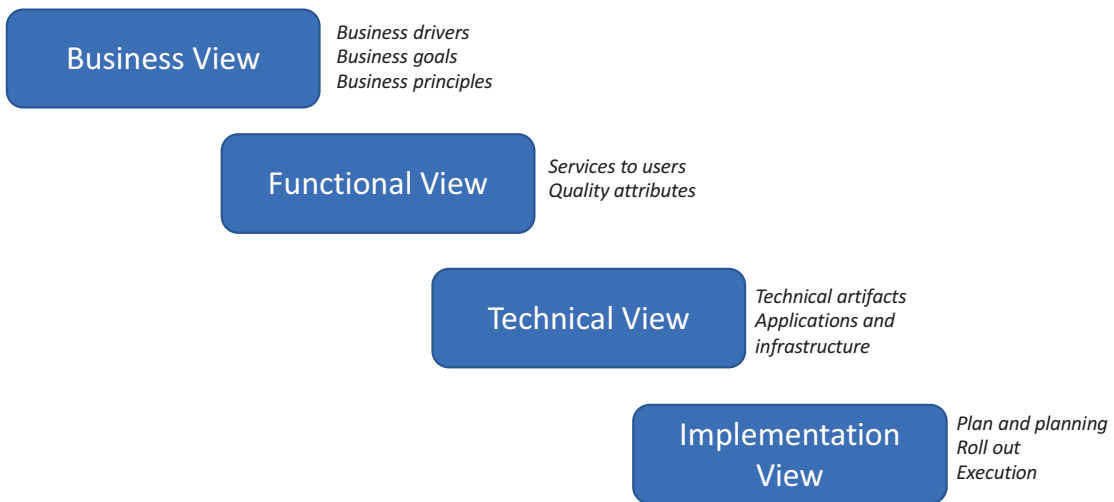 Business View
Business drivers
Business goals
Business principles
Functional View
Services to users
Quality attributes
Technical View
Technical artifacts
Applications and
infrastructure
Implementation
View
Plan and planning
Roll out
Execution